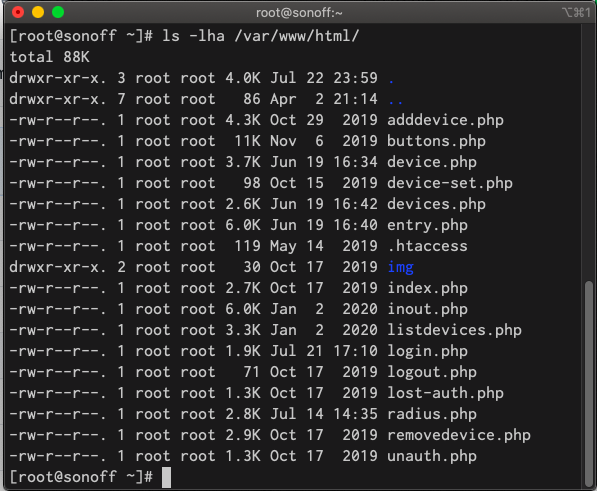 root@sonoff:~
⌥⌘1
[root@sonoff ~]# ls -lha /var/www/html/
total 88K
drwxr-xr-x. 3 root root 4.0K Jul 22 23:59 .
drwxr-xr-x. 7 root root   86 Apr  2 21:14 ..
-rw-r--r--. 1 root root 4.3K Oct 29  2019 adddevice.php
-rw-r--r--. 1 root root  11K Nov  6  2019 buttons.php
-rw-r--r--. 1 root root 3.7K Jun 19 16:34 device.php
-rw-r--r--. 1 root root   98 Oct 15  2019 device-set.php
-rw-r--r--. 1 root root 2.6K Jun 19 16:42 devices.php
-rw-r--r--. 1 root root 6.0K Jun 19 16:40 entry.php
-rw-r--r--. 1 root root  119 May 14  2019 .htaccess
drwxr-xr-x. 2 root root   30 Oct 17  2019 img
-rw-r--r--. 1 root root 2.7K Oct 17  2019 index.php
-rw-r--r--. 1 root root 6.0K Jan  2  2020 inout.php
-rw-r--r--. 1 root root 3.3K Jan  2  2020 listdevices.php
-rw-r--r--. 1 root root 1.9K Jul 21 17:10 login.php
-rw-r--r--. 1 root root   71 Oct 17  2019 logout.php
-rw-r--r--. 1 root root 1.3K Oct 17  2019 lost-auth.php
-rw-r--r--. 1 root root 2.8K Jul 14 14:35 radius.php
-rw-r--r--. 1 root root 2.9K Oct 17  2019 removedevice.php
-rw-r--r--. 1 root root 1.3K Oct 17  2019 unauth.php
[root@sonoff ~]#